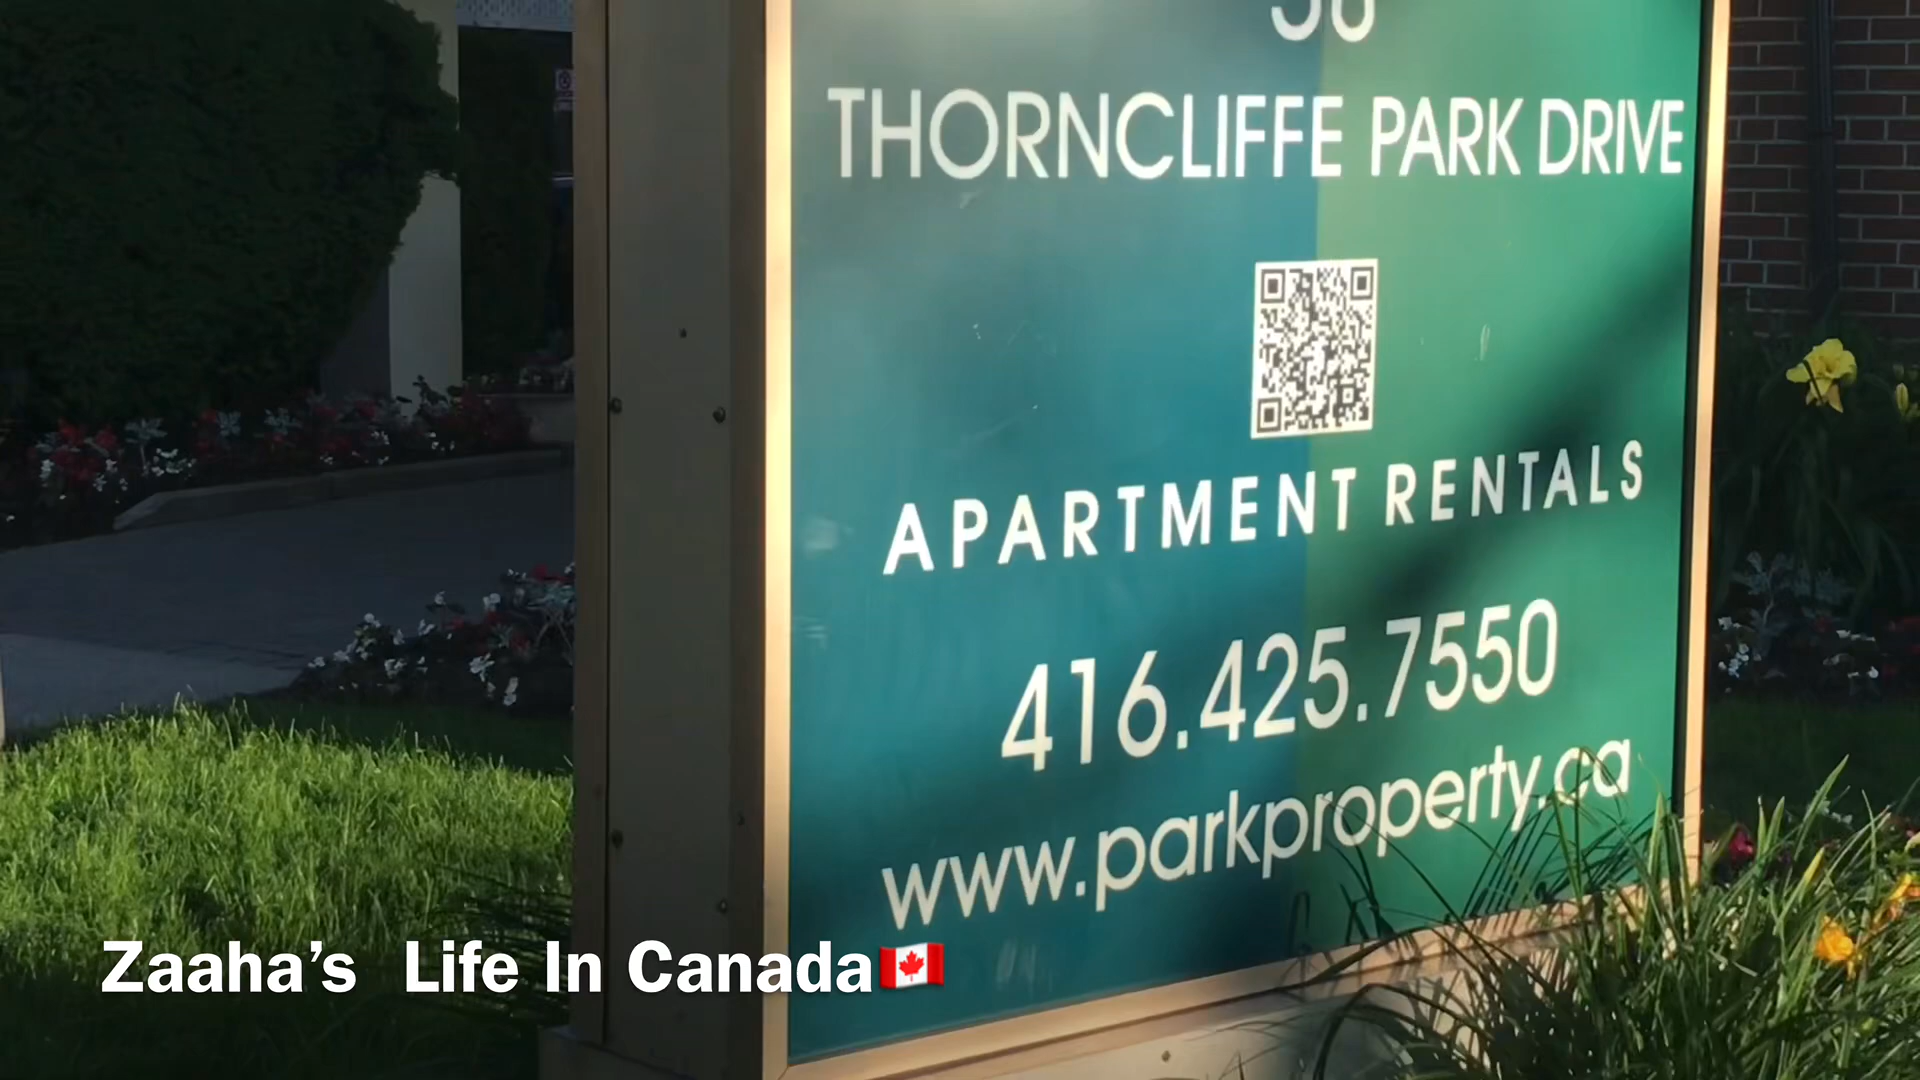 THORNCLIFFE PARK DRIVE
APARTMENT RENTALS
416.425.7550
www.parkproperty.ca
Zaaha’s Life In Canada🇨🇦